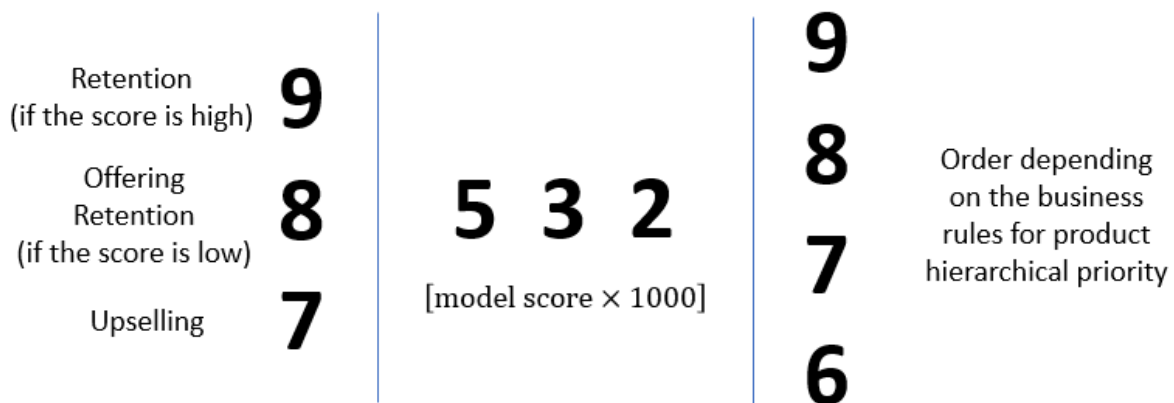 Retention
(if the score is high)
9
Offering
Retention
(if the score is low)
8
Upselling
7
5 3 2
[model score × 1000]
9
8
7
6
Order depending
on the business
rules for product
hierarchical priority